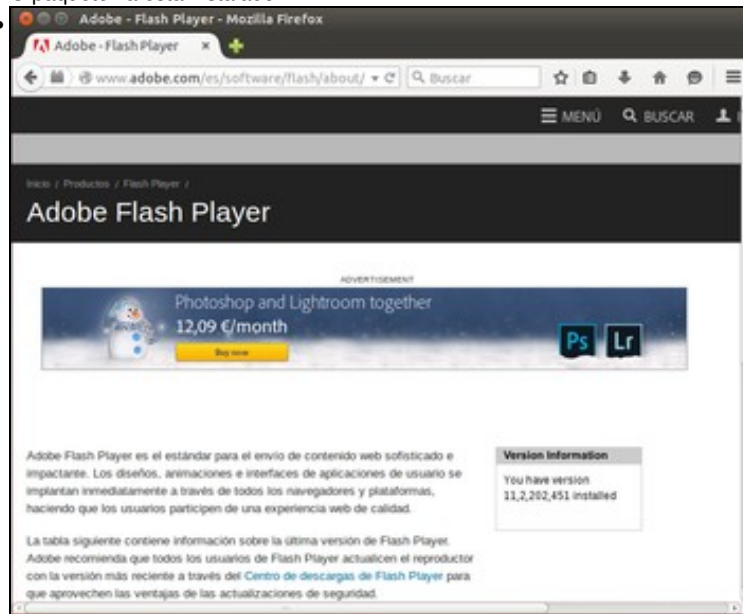 Adobe - Flash Player - Mozilla Firefox
Adobe - Flash Player
www.adobe.com/es/software/flash/about/
Buscar
MENÚ
BUSCAR
Inicio / Productos / Flash Player /
Adobe Flash Player
ADVERTISEMENT
Photoshop and Lightroom together
12,09 €/month
Buy now
Ps
Lr
Adobe Flash Player es el estándar para el envío de contenido web sofisticado e
impactante. Los diseños, animaciones e interfaces de aplicaciones de usuario se
implantan inmediatamente a través de todos los navegadores y plataformas,
haciendo que los usuarios participen de una experiencia web de calidad.
Version Information
You have version
11,2,202,451 installed
La tabla siguiente contiene información sobre la última versión de Flash Player.
Adobe recomienda que todos los usuarios de Flash Player actualicen el reproductor
con la versión más reciente a través del Centro de descargas de Flash Player para
que aprovechen las ventajas de las actualizaciones de seguridad.